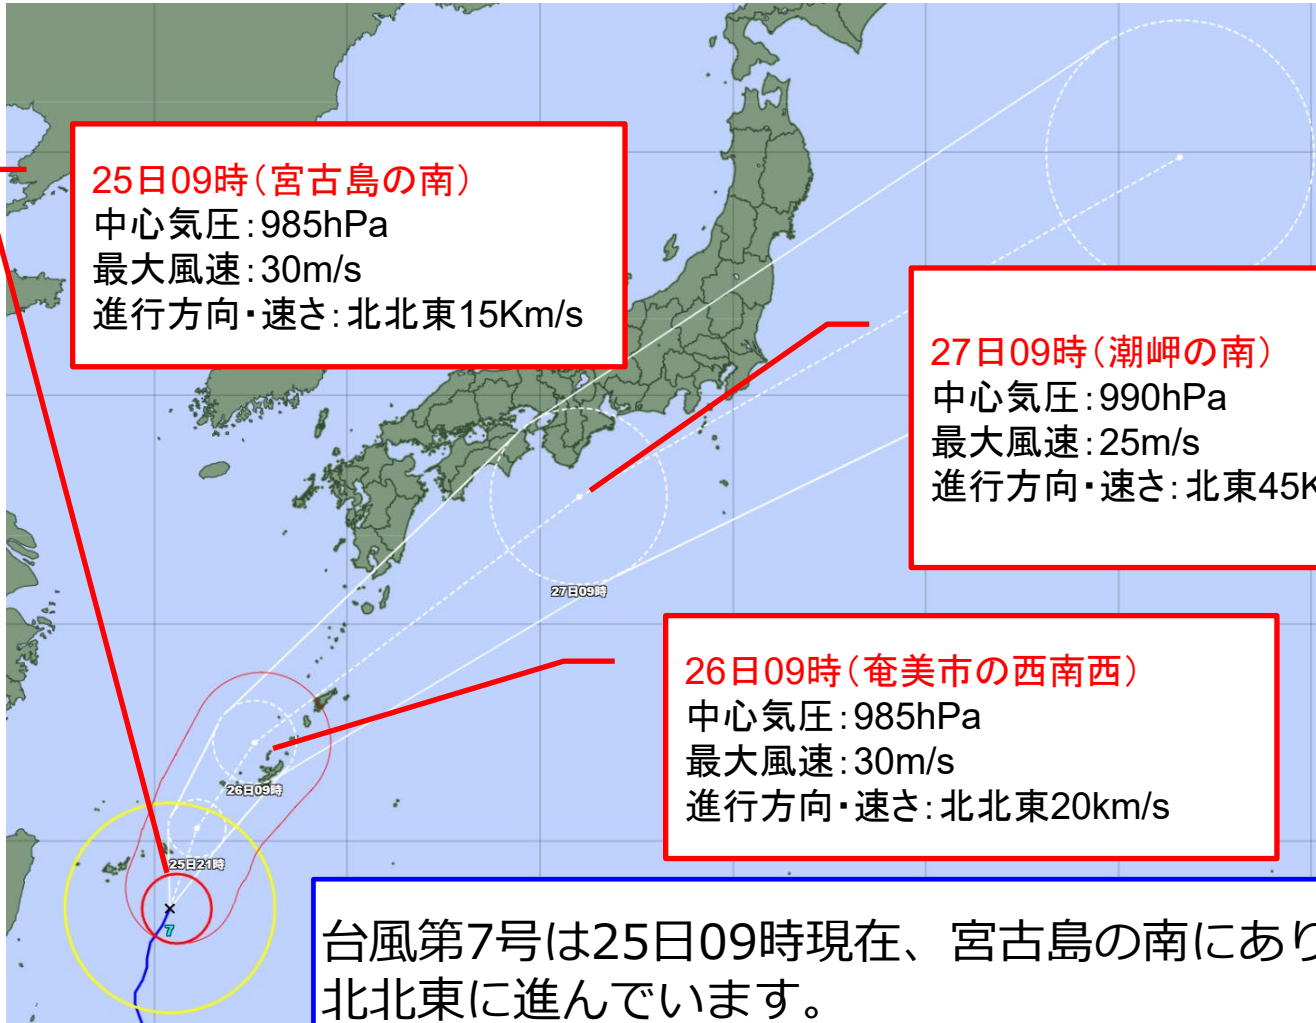 25日09時(宮古島の南)
中心気圧:985hPa
最大風速:30m/s
進行方向・速さ:北北東15Km/s
27日09時(潮岬の南)
中心気圧:990hPa
最大風速:25m/s
進行方向・速さ:北東45K
27日09時
26日09時(奄美市の西南西)
中心気圧:985hPa
最大風速:30m/s
進行方向・速さ:北北東20km/s
26日09時
25日21時
7
台風第7号は25日09時現在、宮古島の南にあり
北北東に進んでいます。